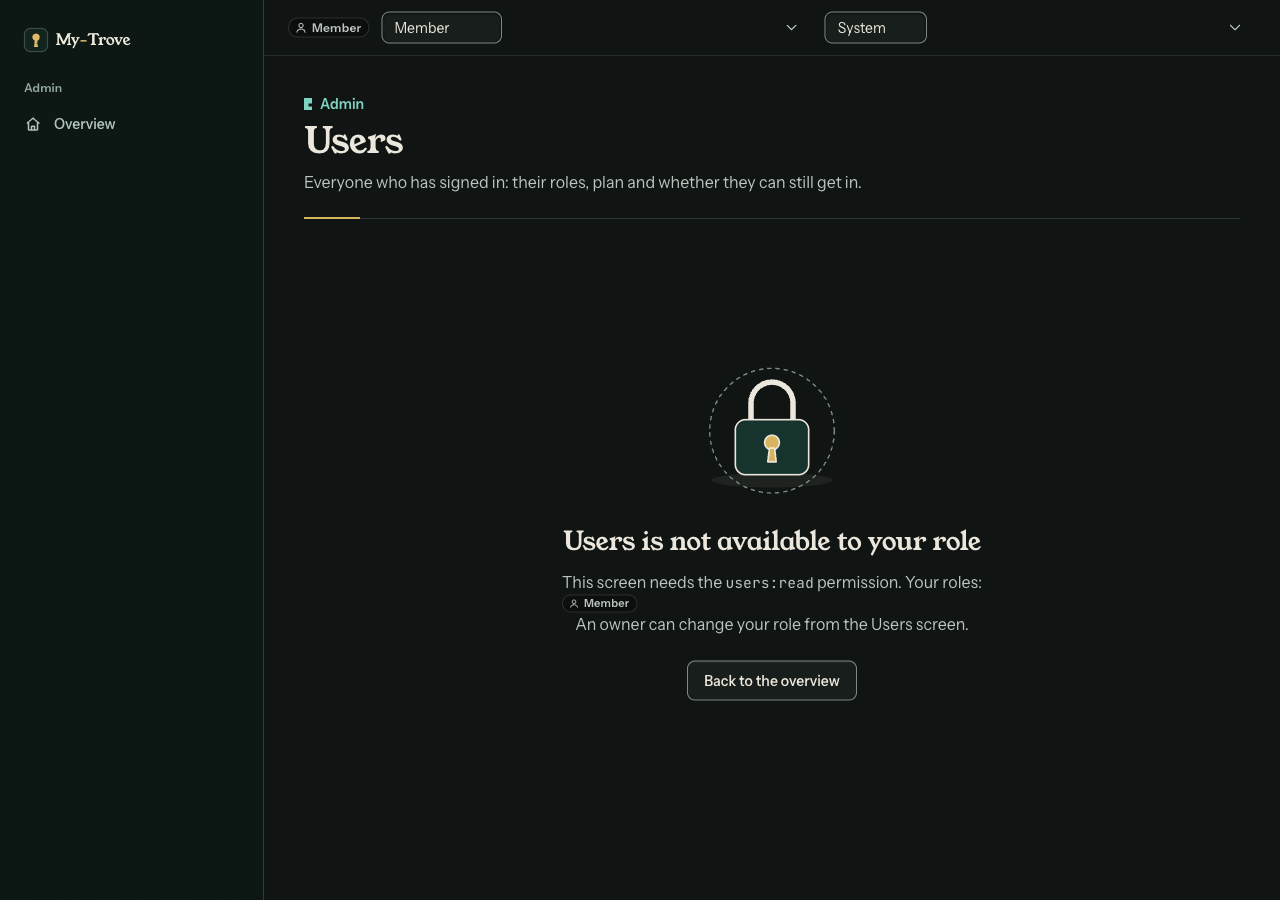 My-Trove
Admin
Overview
Member
Member
System
Admin
Users
Everyone who has signed in: their roles, plan and whether they can still get in.
Users is not available to your role
This screen needs the users:read permission. Your roles:
Member
An owner can change your role from the Users screen.
Back to the overview